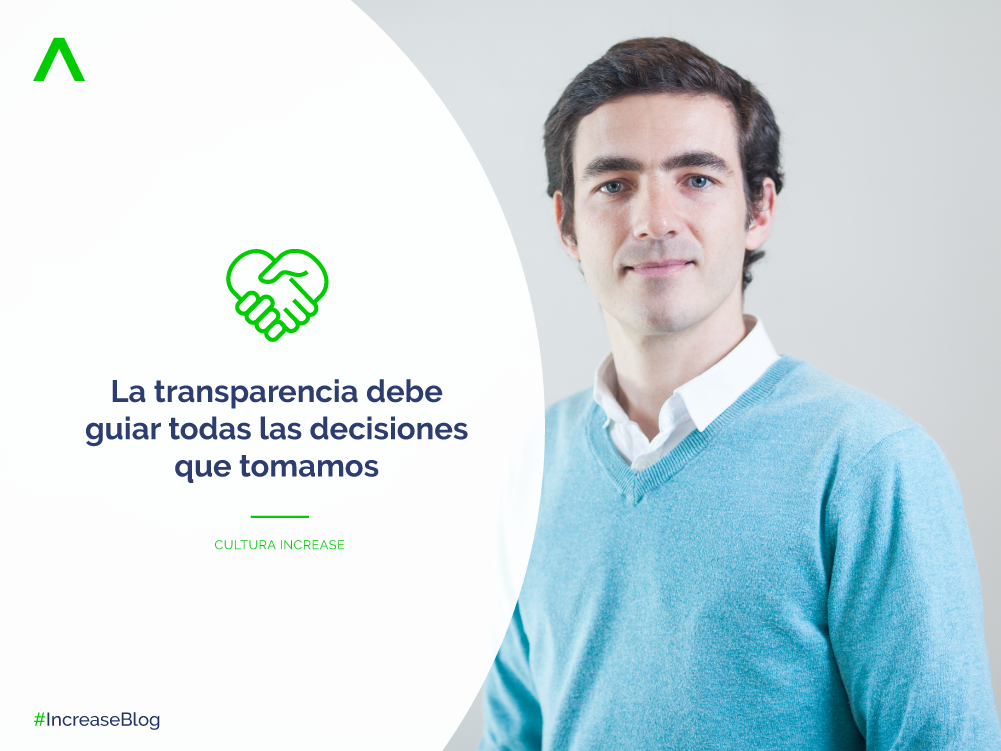 La transparencia debe
guiar todas las decisiones
que tomamos
CULTURA INCREASE
#IncreaseBlog